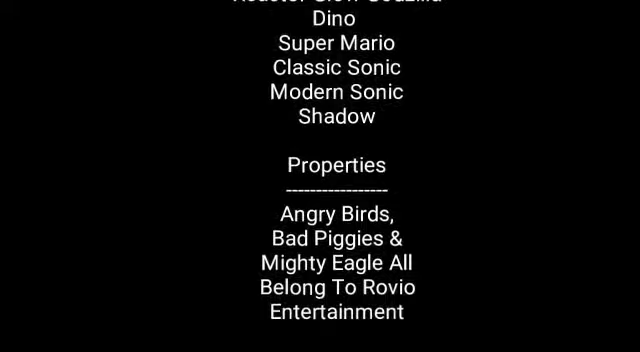 Dino
Super Mario
Classic Sonic
Modern Sonic
Shadow
Properties
-----------------
Angry Birds,
Bad Piggies &
Mighty Eagle All
Belong To Rovio
Entertainment